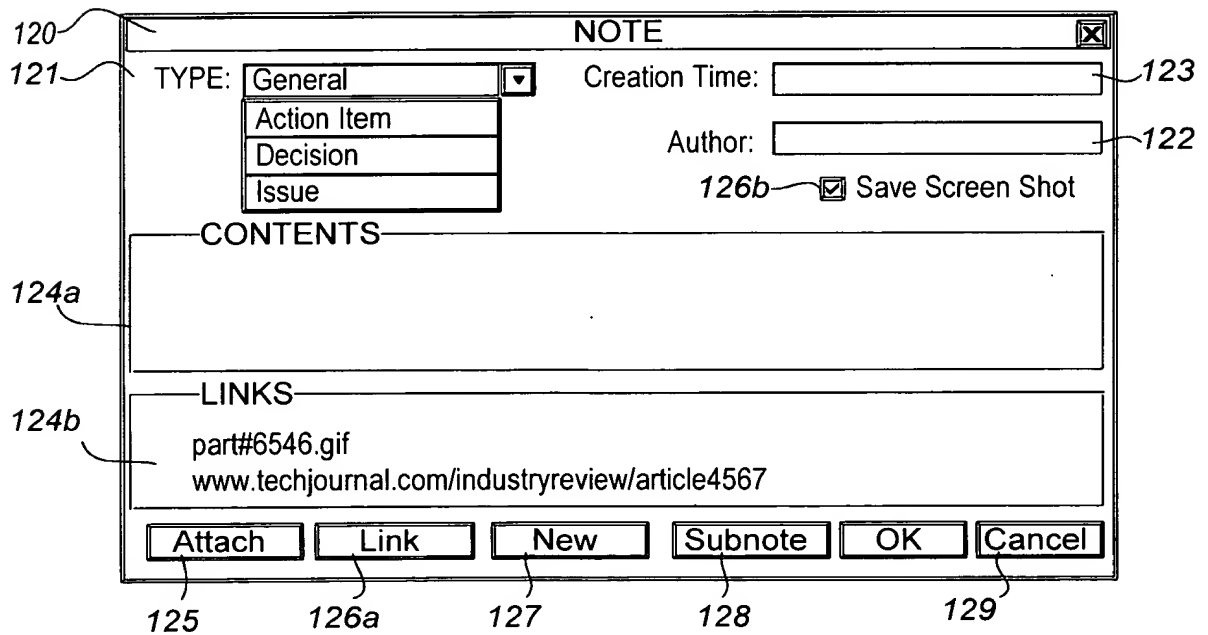 120 NOTE
121 TYPE: General Creation Time: 123
Action Item
Author: 122
Decision
Issue 126b Save Screen Shot
CONTENTS
124a
LINKS
124b
part#6546.gif
www.techjournal.com/industryreview/article4567
Attach Link New Subnote OK Cancel
125 126a 127 128 129